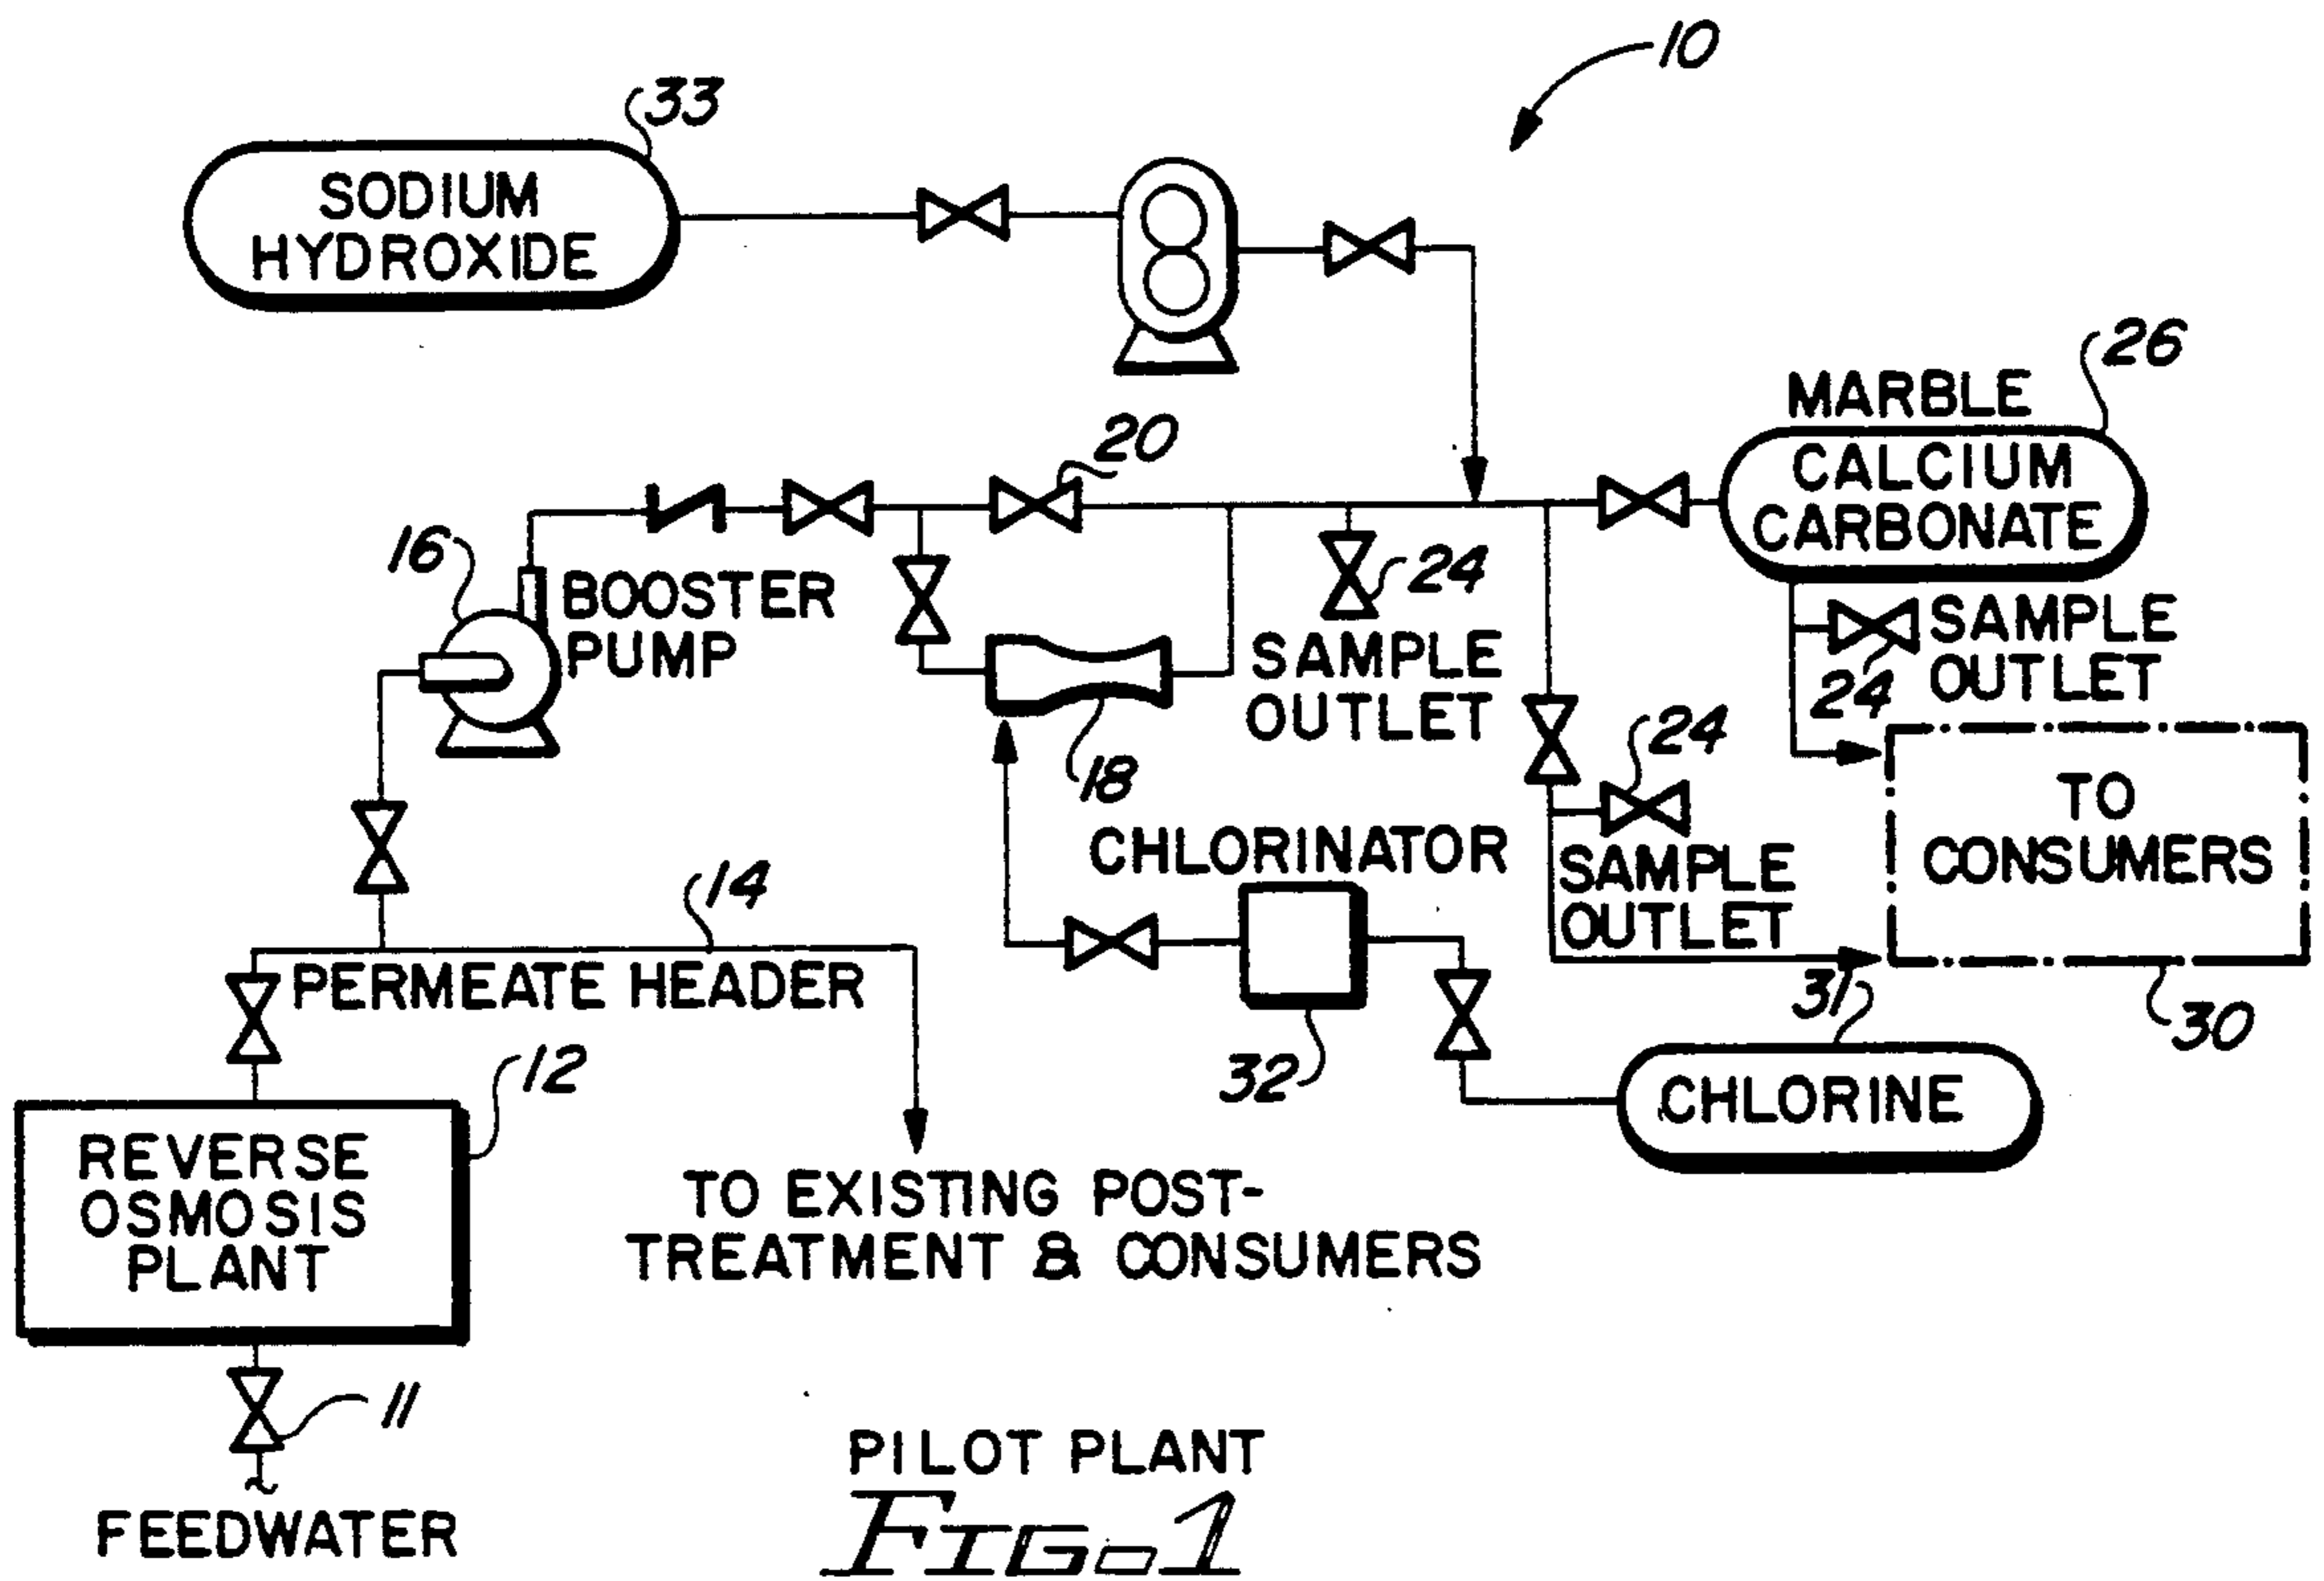 10
33
SODIUM
HYDROXIDE
26
MARBLE
CALCIUM
CARBONATE
20
16
BOOSTER
PUMP
24
SAMPLE
OUTLET
SAMPLE
OUTLET
24
18
24
TO
CONSUMERS
CHLORINATOR
SAMPLE
OUTLET
14
PERMEATE HEADER
31
30
32
12
CHLORINE
REVERSE
OSMOSIS
PLANT
TO EXISTING POST-
TREATMENT & CONSUMERS
11
FEEDWATER
PILOT PLANT
FIG. 1